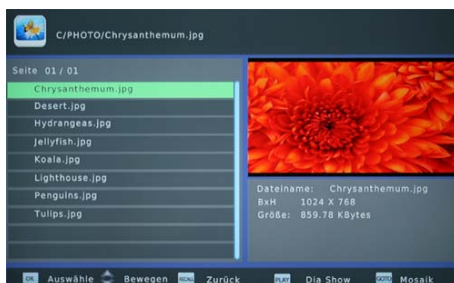 C/PHOTO/Chrysanthemum.jpg
Seite 01/01
Chrysanthemum.jpg
Desert.jpg
Hydrangeas.jpg
Jellyfish.jpg
Koala.jpg
Lighthouse.jpg
Penguins.jpg
Tulips.jpg
Dateiname: Chrysanthemum.jpg
BxH 1024 X 768
Größe: 859.78 KBytes
OK Auswähle Bewegen RECALL Zurück PLAY Dia Show GOTO Mosaik